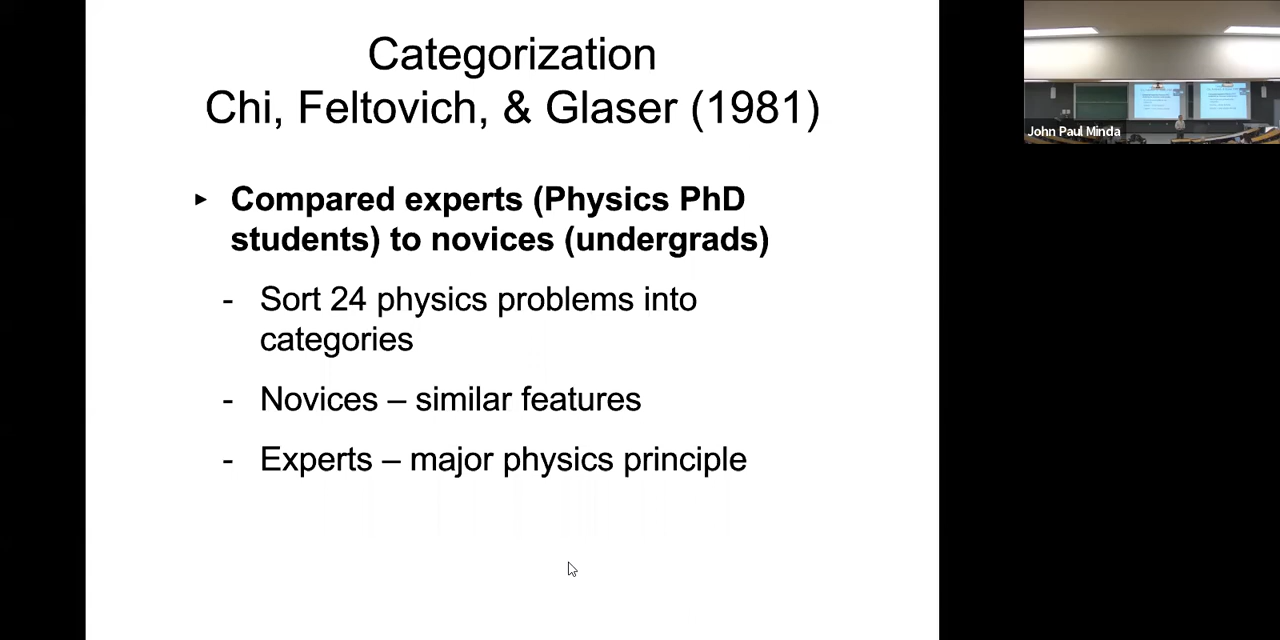 Categorization
Chi, Feltovich, & Glaser (1981)
▸ Compared experts (Physics PhD
students) to novices (undergrads)
- Sort 24 physics problems into
categories
- Novices – similar features
- Experts – major physics principle
John Paul Minda